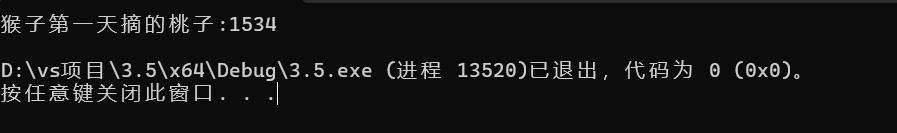 猴子第一天摘的桃子:1534
D:\vs项目\3.5\x64\Debug\3.5.exe (进程 13520)已退出，代码为 0 (0x0)。
按任意键关闭此窗口. . .